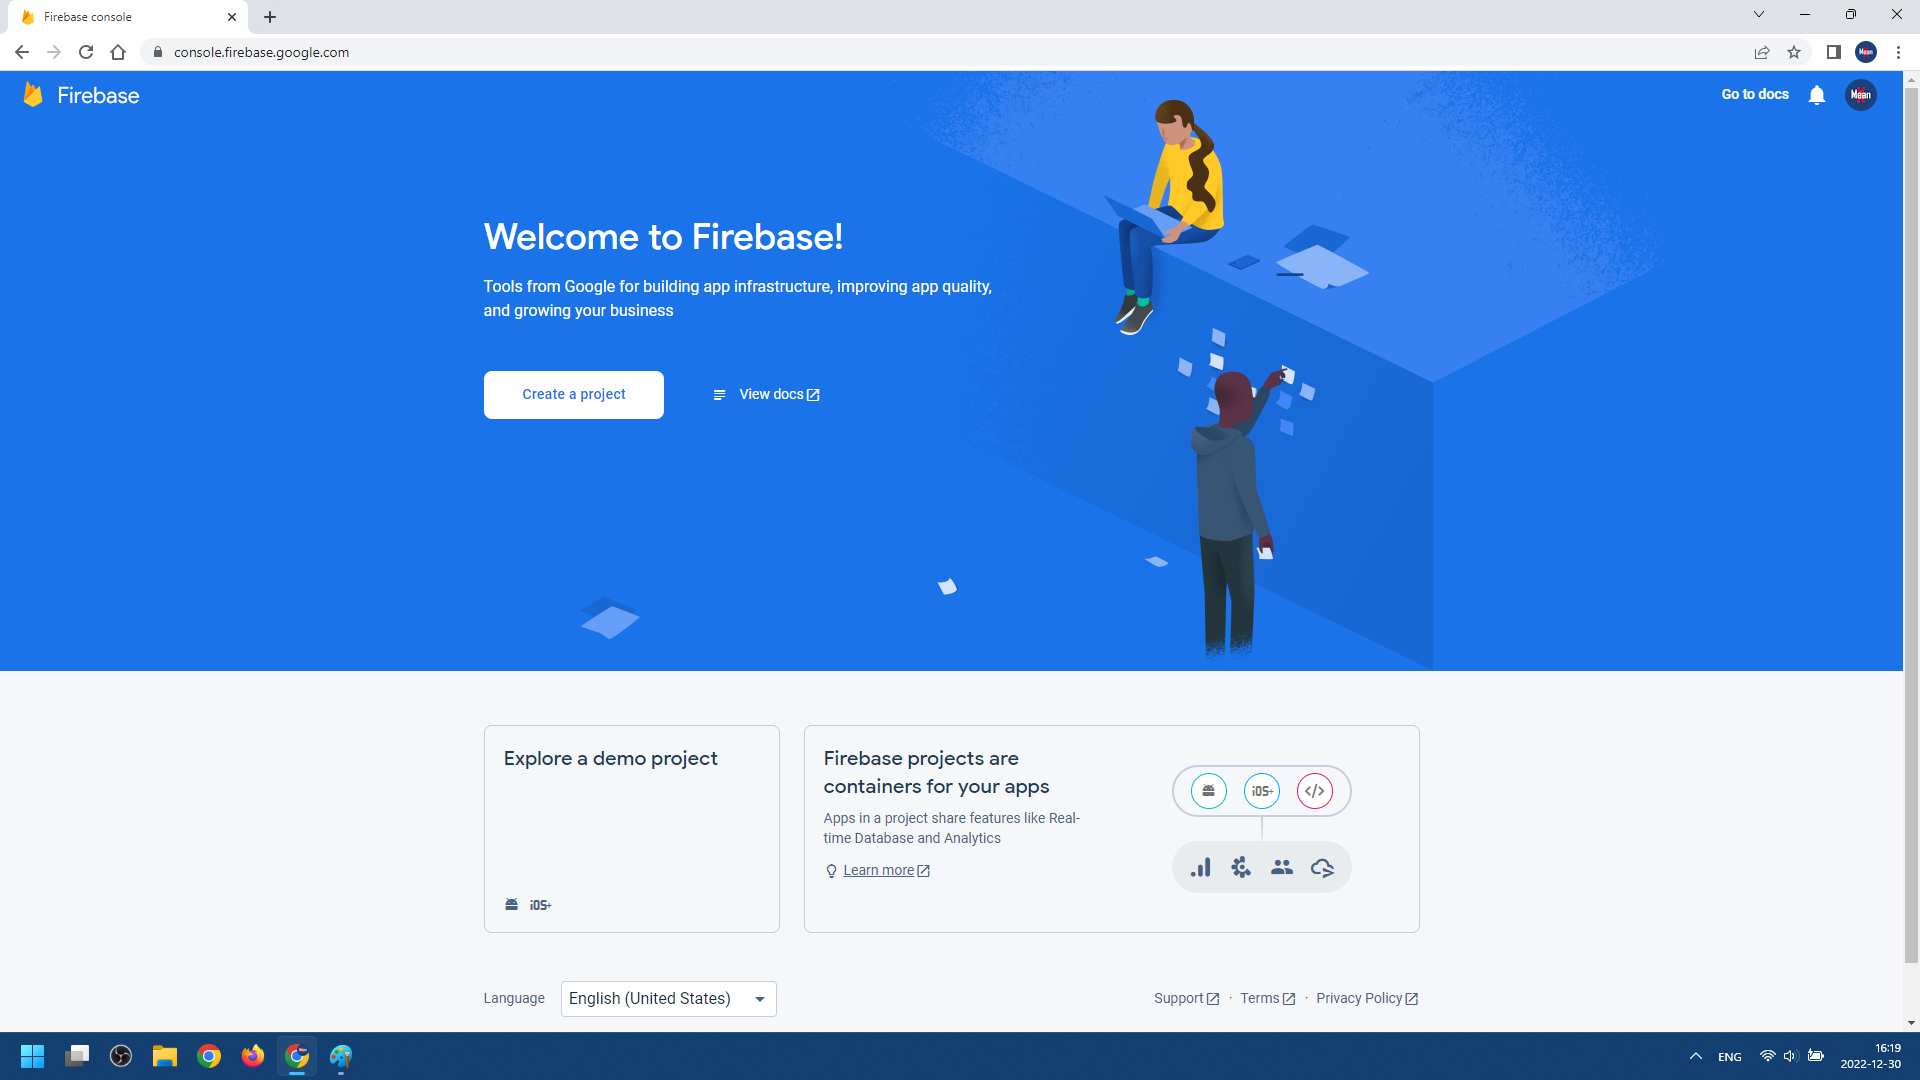 Firebase console
console.firebase.google.com
Firebase
Go to docs
Mean
Welcome to Firebase!
Tools from Google for building app infrastructure, improving app quality,
and growing your business
Create a project
View docs
Explore a demo project
iOS+
Firebase projects are
containers for your apps
Apps in a project share features like Real-
time Database and Analytics
Learn more
iOS+
Language
English (United States)
Support · Terms · Privacy Policy
ENG
16:19
2022-12-30